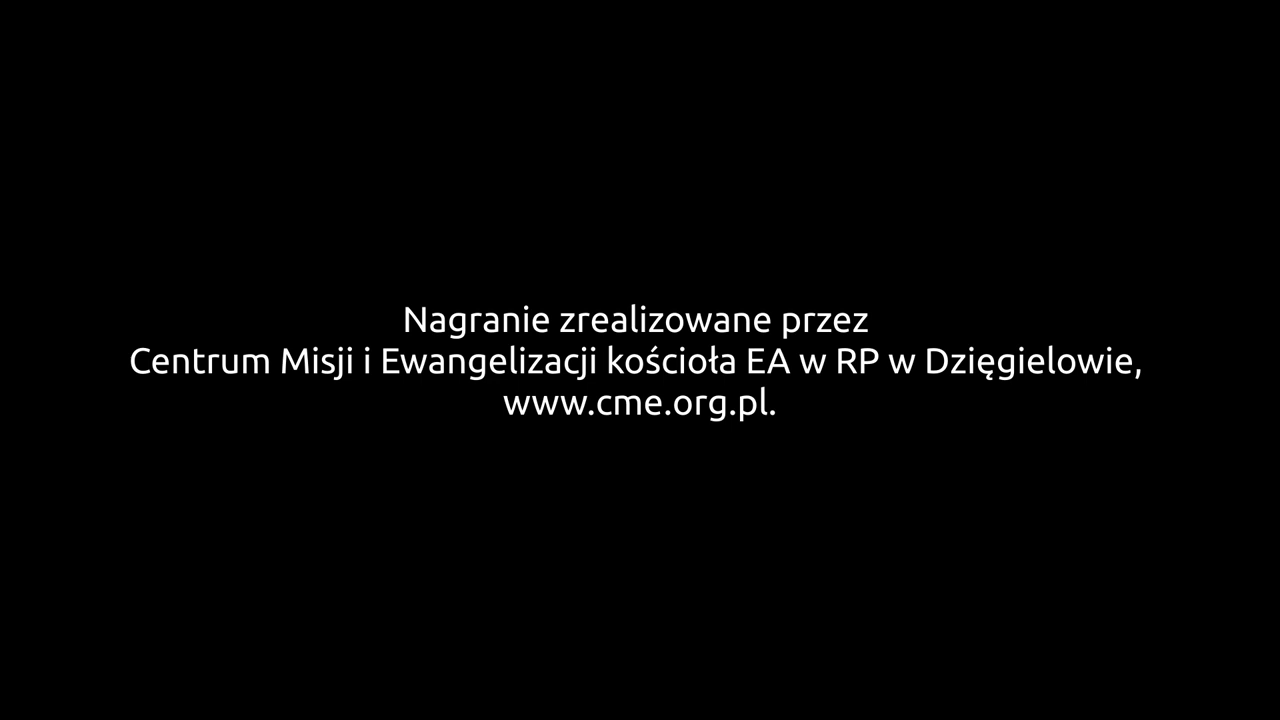 Nagranie zrealizowane przez
Centrum Misji i Ewangelizacji kościoła EA w RP w Dzięgielowie,
www.cme.org.pl.